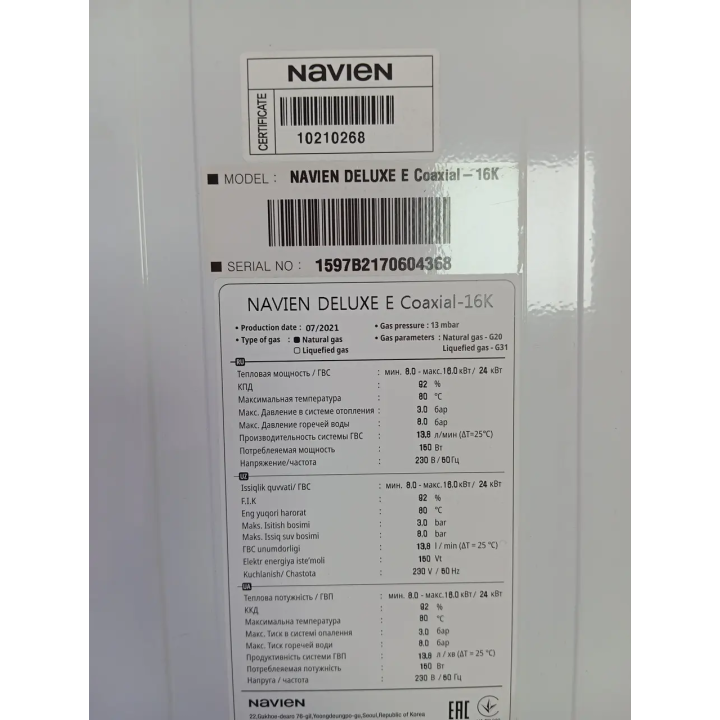 NAVIEN
CERTIFICATE
10210268
MODEL : NAVIEN DELUXE E Coaxial-16K
SERIAL NO : 1597B2170604368
NAVIEN DELUXE E Coaxial-16K
• Production date : 07/2021 • Gas pressure : 13 mbar
• Type of gas : Natural gas • Gas parameters : Natural gas - G20
Liquefied gas Liquefied gas - G31
RU
Тепловая мощность / ГВС : мин. 8.0 - макс.16.0 кВт/ 24 кВт
КПД : 92 %
Максимальная температура : 80 °C
Макс. Давление в системе отопления : 3.0 бар
Макс. Давление горячей воды : 8.0 бар
Производительность системы ГВС : 13.8 л/мин (ΔT=25℃)
Потребляемая мощность : 150 Вт
Напряжение/частота : 230 В / 50 Гц
UZ
Issiqlik quvvati/ ГВС : мин. 8.0 - макс.16.0 кВт/ 24 кВт
F.I.K : 92 %
Eng yuqori harorat : 80 °C
Maks. Isitish bosimi : 3.0 bar
Maks. Issiq suv bosimi : 8.0 bar
ГВС unumdorligi : 13.8 l / min (ΔT = 25 °C)
Elektr energiya iste'moli : 150 Vt
Kuchlanish/ Chastota : 230 V / 50 Hz
UA
Теплова потужність / ГВП : мин. 8.0 - макс.16.0 кВт/ 24 кВт
ККД : 92 %
Максимальна температура : 80 °C
Макс. Тиск в системі опалення : 3.0 бар
Макс. Тиск горячей води : 8.0 бар
Продуктивність системи ГВП : 13.8 л / хв (ΔT = 25 °C)
Потребляемая потужність : 150 Вт
Напруга / частота : 230 В / 50 Гц
NAVIEN
Seoul,Republic of Korea
EAC